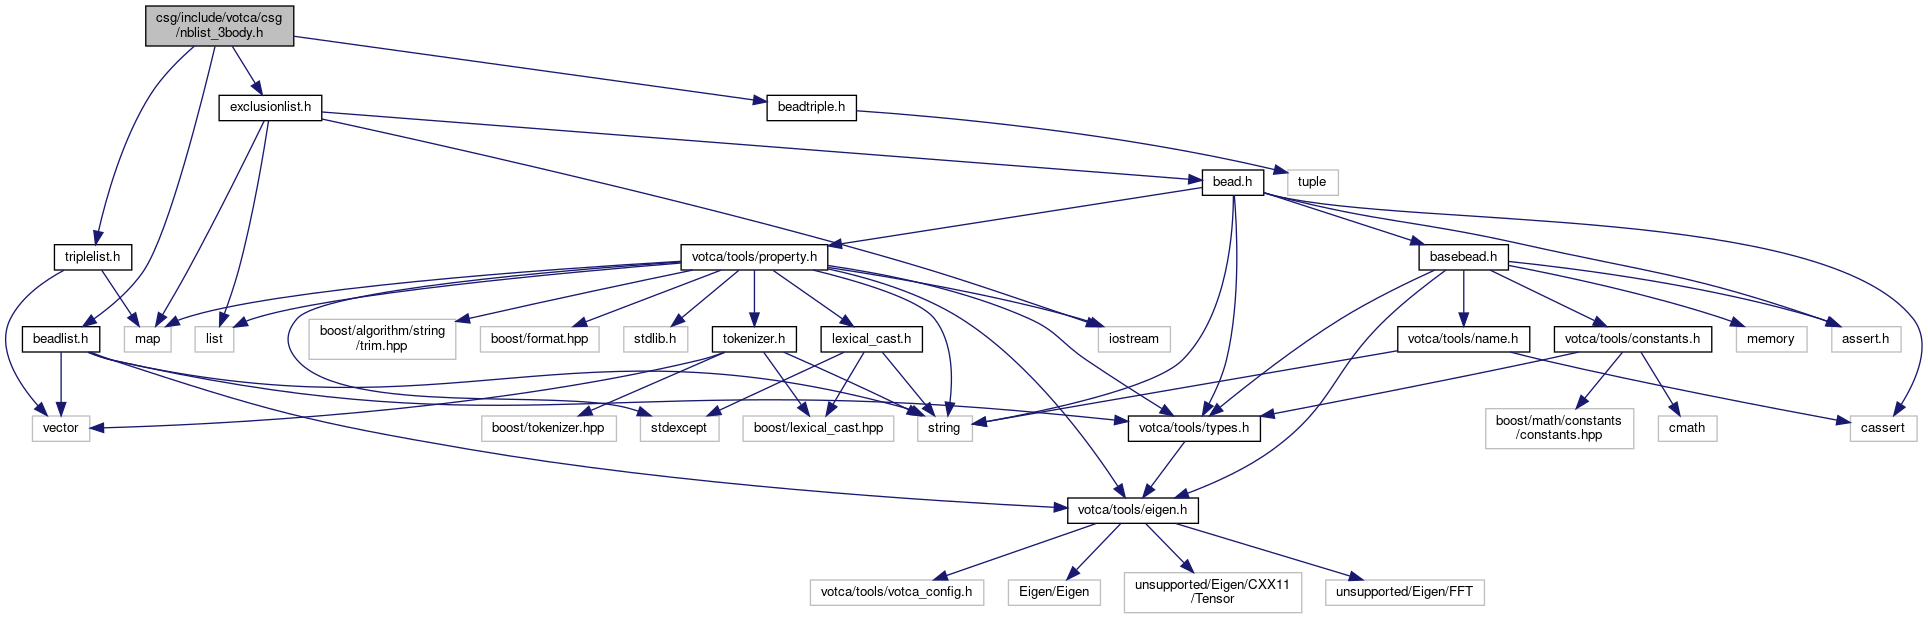 csg/include/votca/csg
/nblist_3body.h
exclusionlist.h
beadtriple.h
bead.h
tuple
triplelist.h
votca/tools/property.h
basebead.h
beadlist.h
map
list
boost/algorithm/string
/trim.hpp
boost/format.hpp
stdlib.h
tokenizer.h
lexical_cast.h
iostream
votca/tools/name.h
votca/tools/constants.h
memory
assert.h
vector
boost/tokenizer.hpp
stdexcept
boost/lexical_cast.hpp
string
votca/tools/types.h
boost/math/constants
/constants.hpp
cmath
cassert
votca/tools/eigen.h
votca/tools/votca_config.h
Eigen/Eigen
unsupported/Eigen/CXX11
/Tensor
unsupported/Eigen/FFT